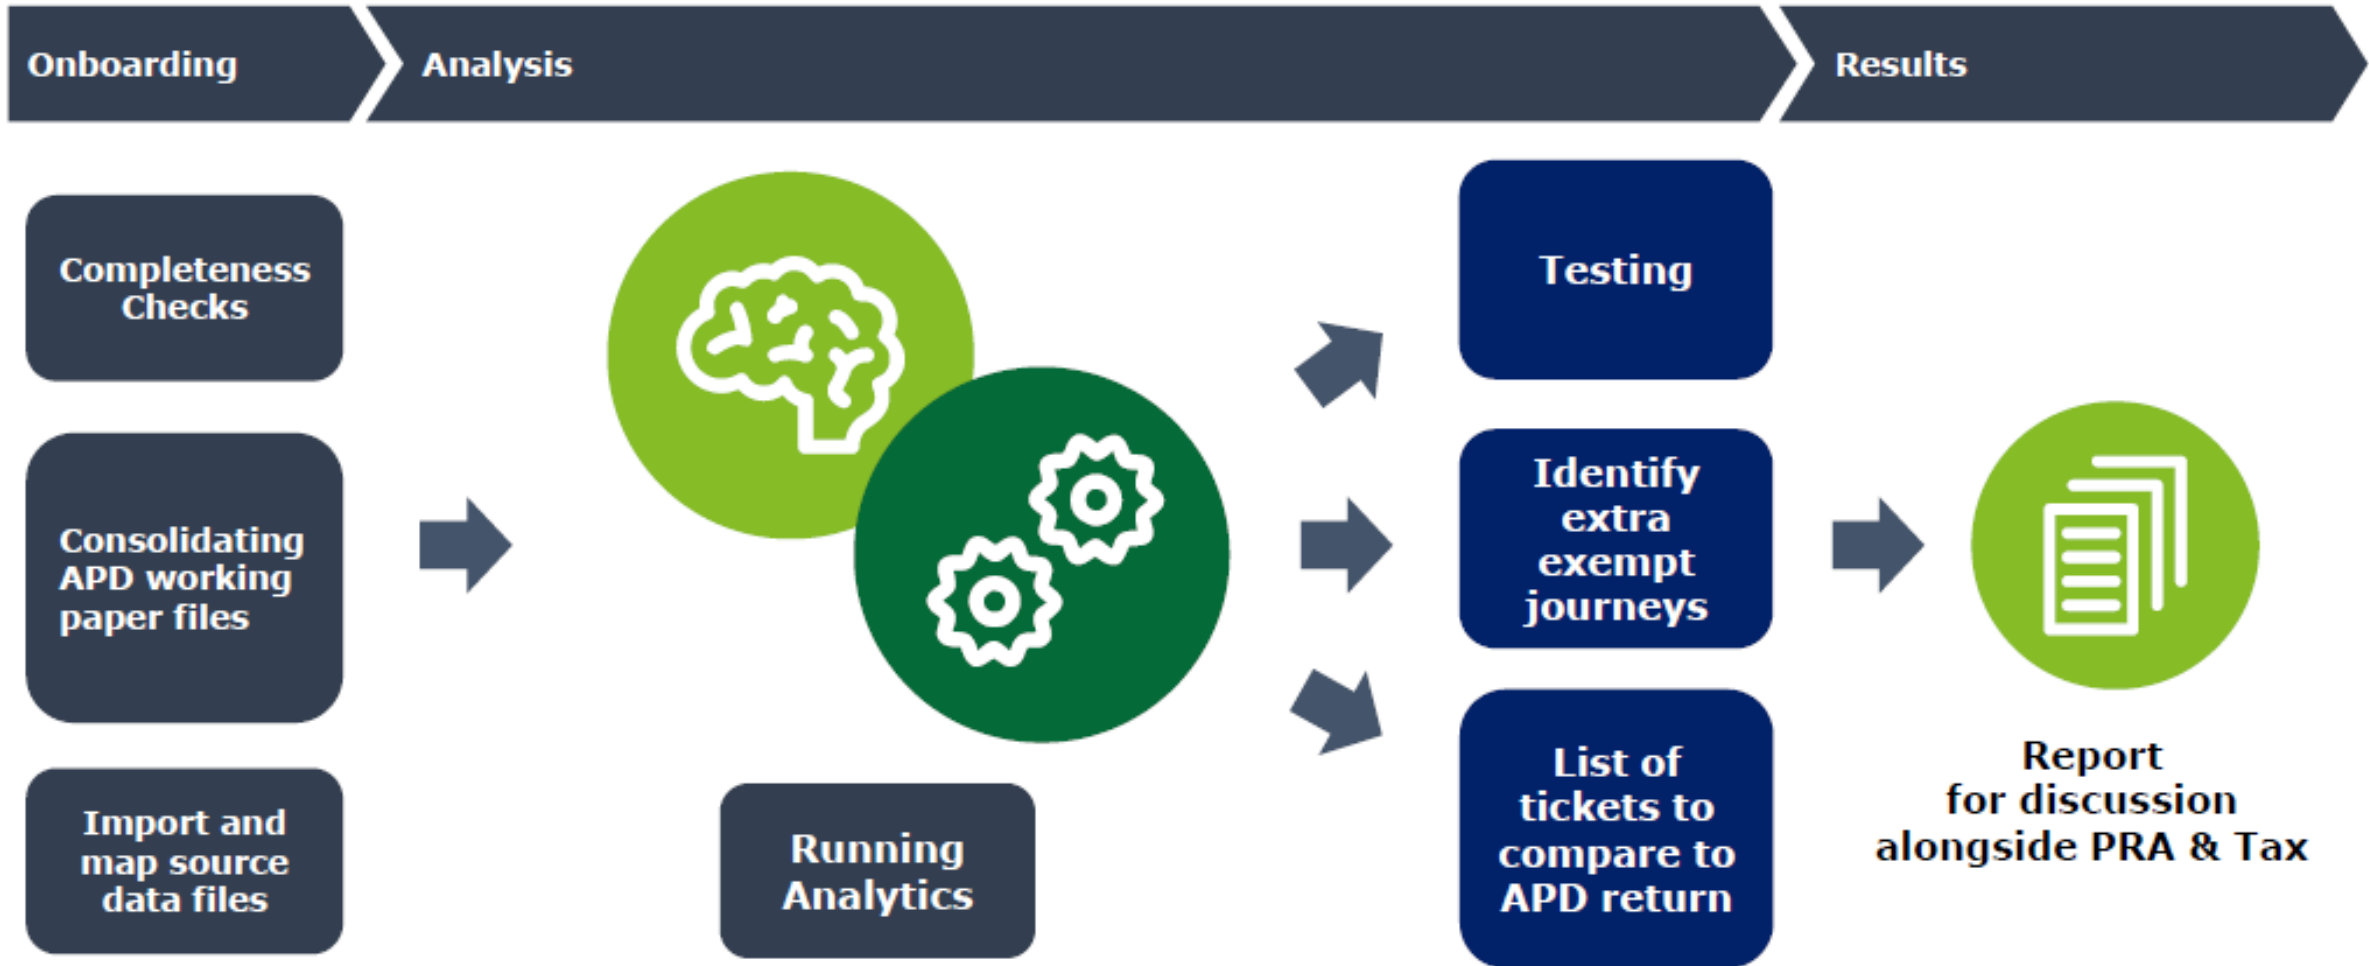 Onboarding
Analysis
Results
Completeness
Checks
Consolidating
APD working
paper files
Import and
map source
data files
Running
Analytics
Testing
Identify
extra
exempt
journeys
List of
tickets to
compare to
APD return
Report
for discussion
alongside PRA & Tax